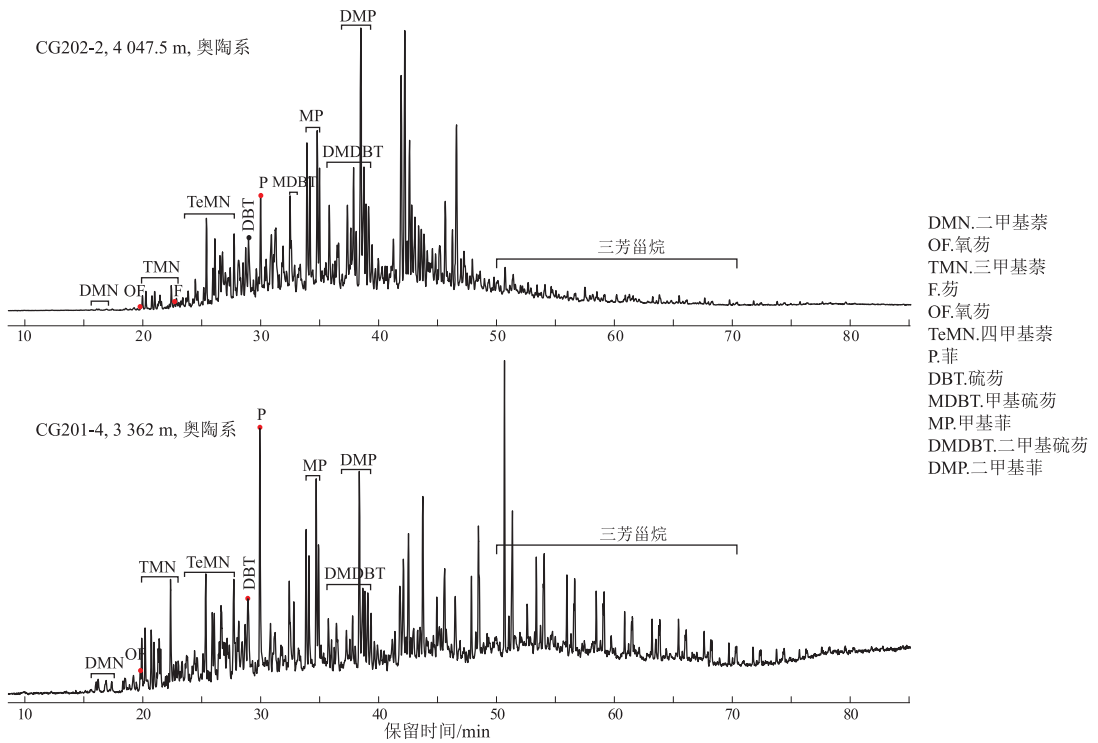 CG202-2, 4 047.5 m, 奥陶系
DMP
MP
DMDBT
P
MDBT
DBT
TeMN
TMN
DMN
OF
F
三芳甾烷
10 20 30 40 50 60 70 80
CG201-4, 3 362 m, 奥陶系
P
MP
DMP
DMDBT
DBT
TeMN
TMN
DMN
OF
三芳甾烷
10 20 30 40 50 60 70 80
保留时间/min
DMN.二甲基萘
OF.氧芴
TMN.三甲基萘
F.芴
OF.氧芴
TeMN.四甲基萘
P.菲
DBT.硫芴
MDBT.甲基硫芴
MP.甲基菲
DMDBT.二甲基硫芴
DMP.二甲基菲